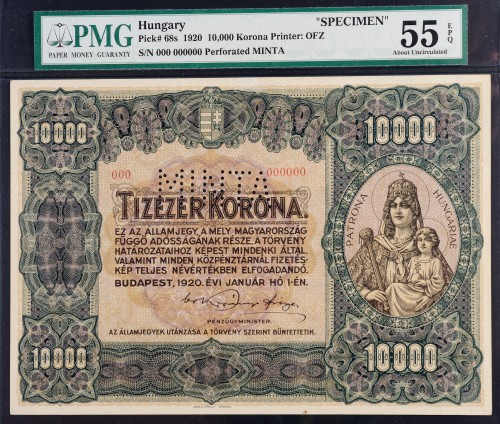 PMG
PAPER MONEY GUARANTY
Hungary "SPECIMEN"
Pick# 68s 1920 10,000 Korona Printer: OFZ
S/N 000 000000 Perforated MINTA
55 EPQ
About Uncirculated
10000 10000
000 000000
MINTA
TIZEZER KORONA.
EZ AZ ÁLLAMJEGY, A MELY MAGYARORSZÁG
FÜGGŐ ADÓSSÁGÁNAK RÉSZE, A TÖRVÉNY
HATÁROZATAIHOZ KÉPEST MINDENKI ÁLTAL
VALAMINT MINDEN KÖZPÉNZTÁRNÁL FIZETÉS-
KÉP TELJES NÉVÉRTÉKBEN ELFOGADANDÓ.
BUDAPEST, 1920. ÉVI JANUÁR HÓ 1-ÉN.
PÉNZÜGYMINISTER.
AZ ÁLLAMJEGYEK UTÁNZÁSA A TÖRVÉNY SZERINT BÜNTETTETIK.
PATRONA HUNGARIAE
10000 10000